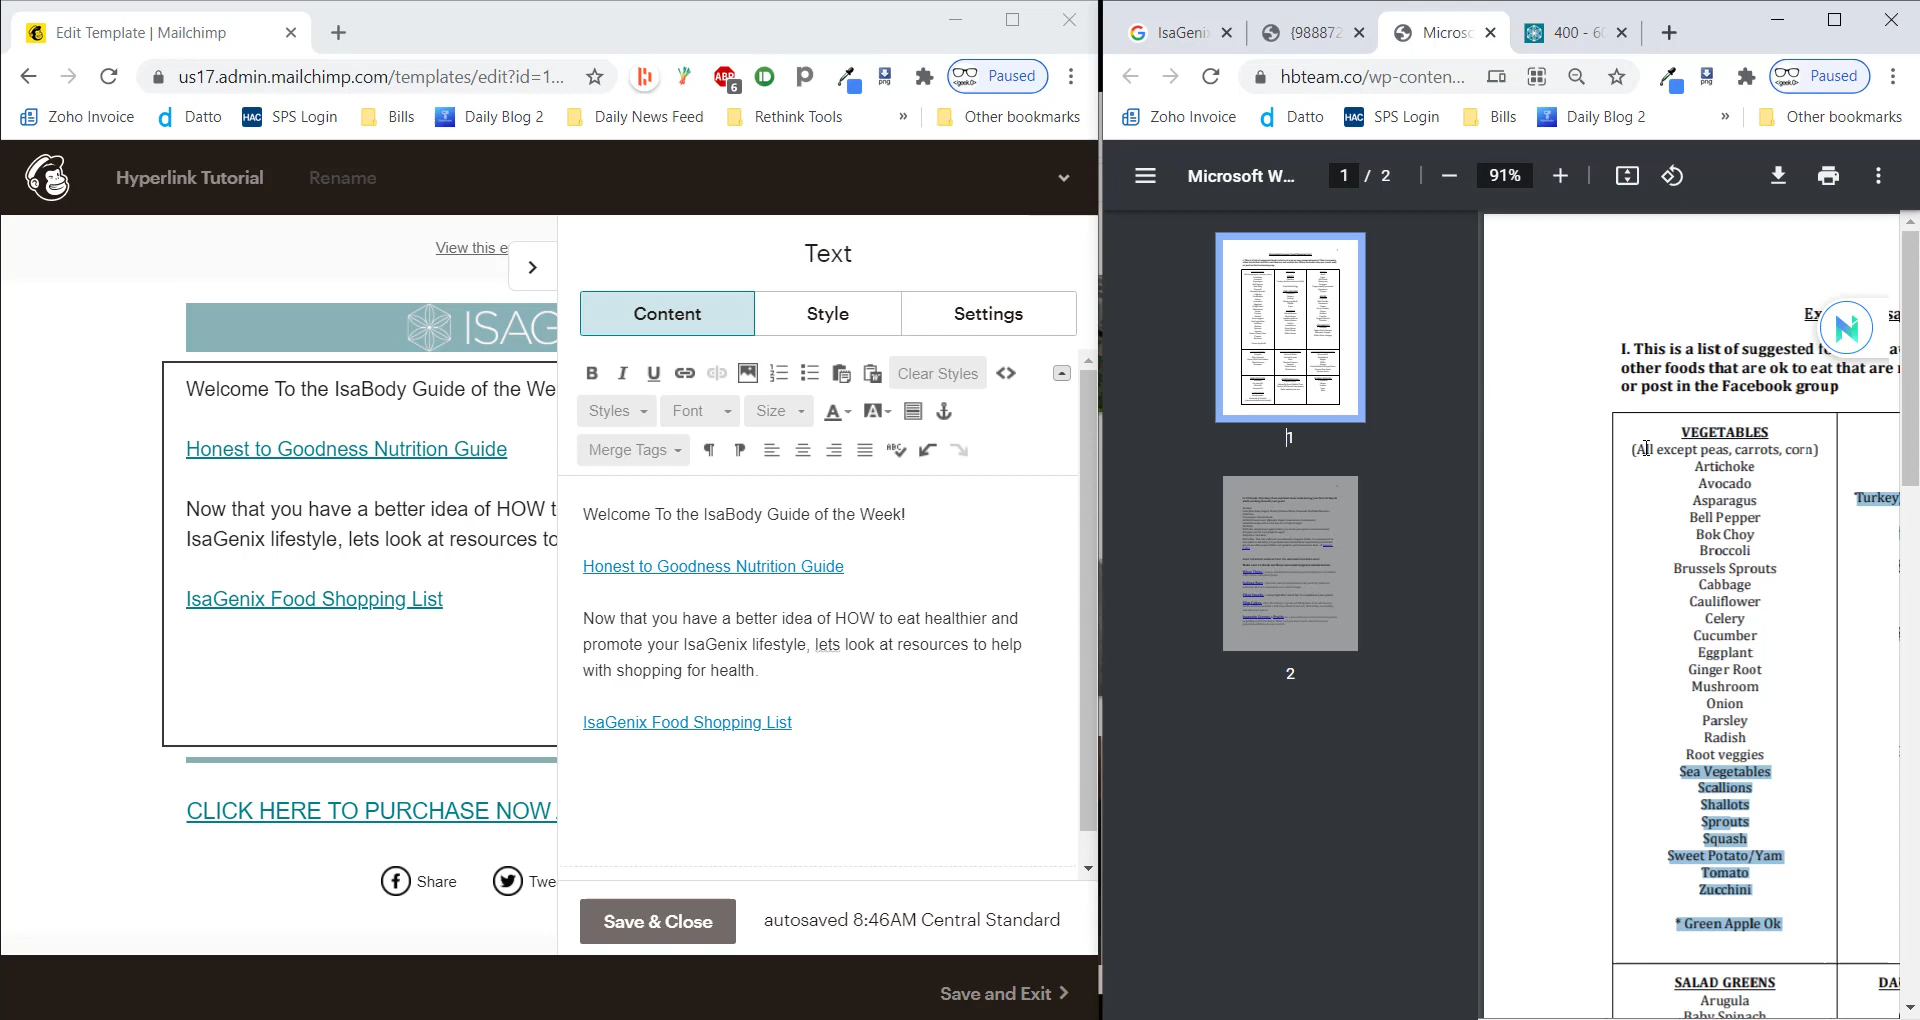 Edit Template | Mailchimp
us17.admin.mailchimp.com/templates/edit?id=1...
ABP
6
Paused
Zoho Invoice
Datto
HAC
SPS Login
Bills
Daily Blog 2
Daily News Feed
Rethink Tools
»
Other bookmarks
Hyperlink Tutorial
Rename
View this e
ISAG
Welcome To the IsaBody Guide of the We
Honest to Goodness Nutrition Guide
Now that you have a better idea of HOW t
IsaGenix lifestyle, lets look at resources to
IsaGenix Food Shopping List
CLICK HERE TO PURCHASE NOW
Share
Twe
Text
Content
Style
Settings
B I U
Clear Styles
Styles
Font
Size
A
A
Merge Tags
ABC
Welcome To the IsaBody Guide of the Week!
Honest to Goodness Nutrition Guide
Now that you have a better idea of HOW to eat healthier and
promote your IsaGenix lifestyle, lets look at resources to help
with shopping for health.
IsaGenix Food Shopping List
Save & Close
autosaved 8:46AM Central Standard
Save and Exit
IsaGeni
{988872
Microso
400 - 60
hbteam.co/wp-conten...
png
Paused
Zoho Invoice
Datto
HAC
SPS Login
Bills
Daily Blog 2
»
Other bookmarks
Microsoft W...
1 / 2
91%
1
2
I. This is a list of suggested
other foods that are ok to eat that are
or post in the Facebook group
VEGETABLES
(All except peas, carrots, corn)
Artichoke
Avocado
Asparagus
Bell Pepper
Bok Choy
Broccoli
Brussels Sprouts
Cabbage
Cauliflower
Celery
Cucumber
Eggplant
Ginger Root
Mushroom
Onion
Parsley
Radish
Root veggies
Sea Vegetables
Scallions
Shallots
Sprouts
Squash
Sweet Potato/Yam
Tomato
Zucchini
* Green Apple Ok
Turkey
SALAD GREENS
Arugula
Baby Spinach
DA